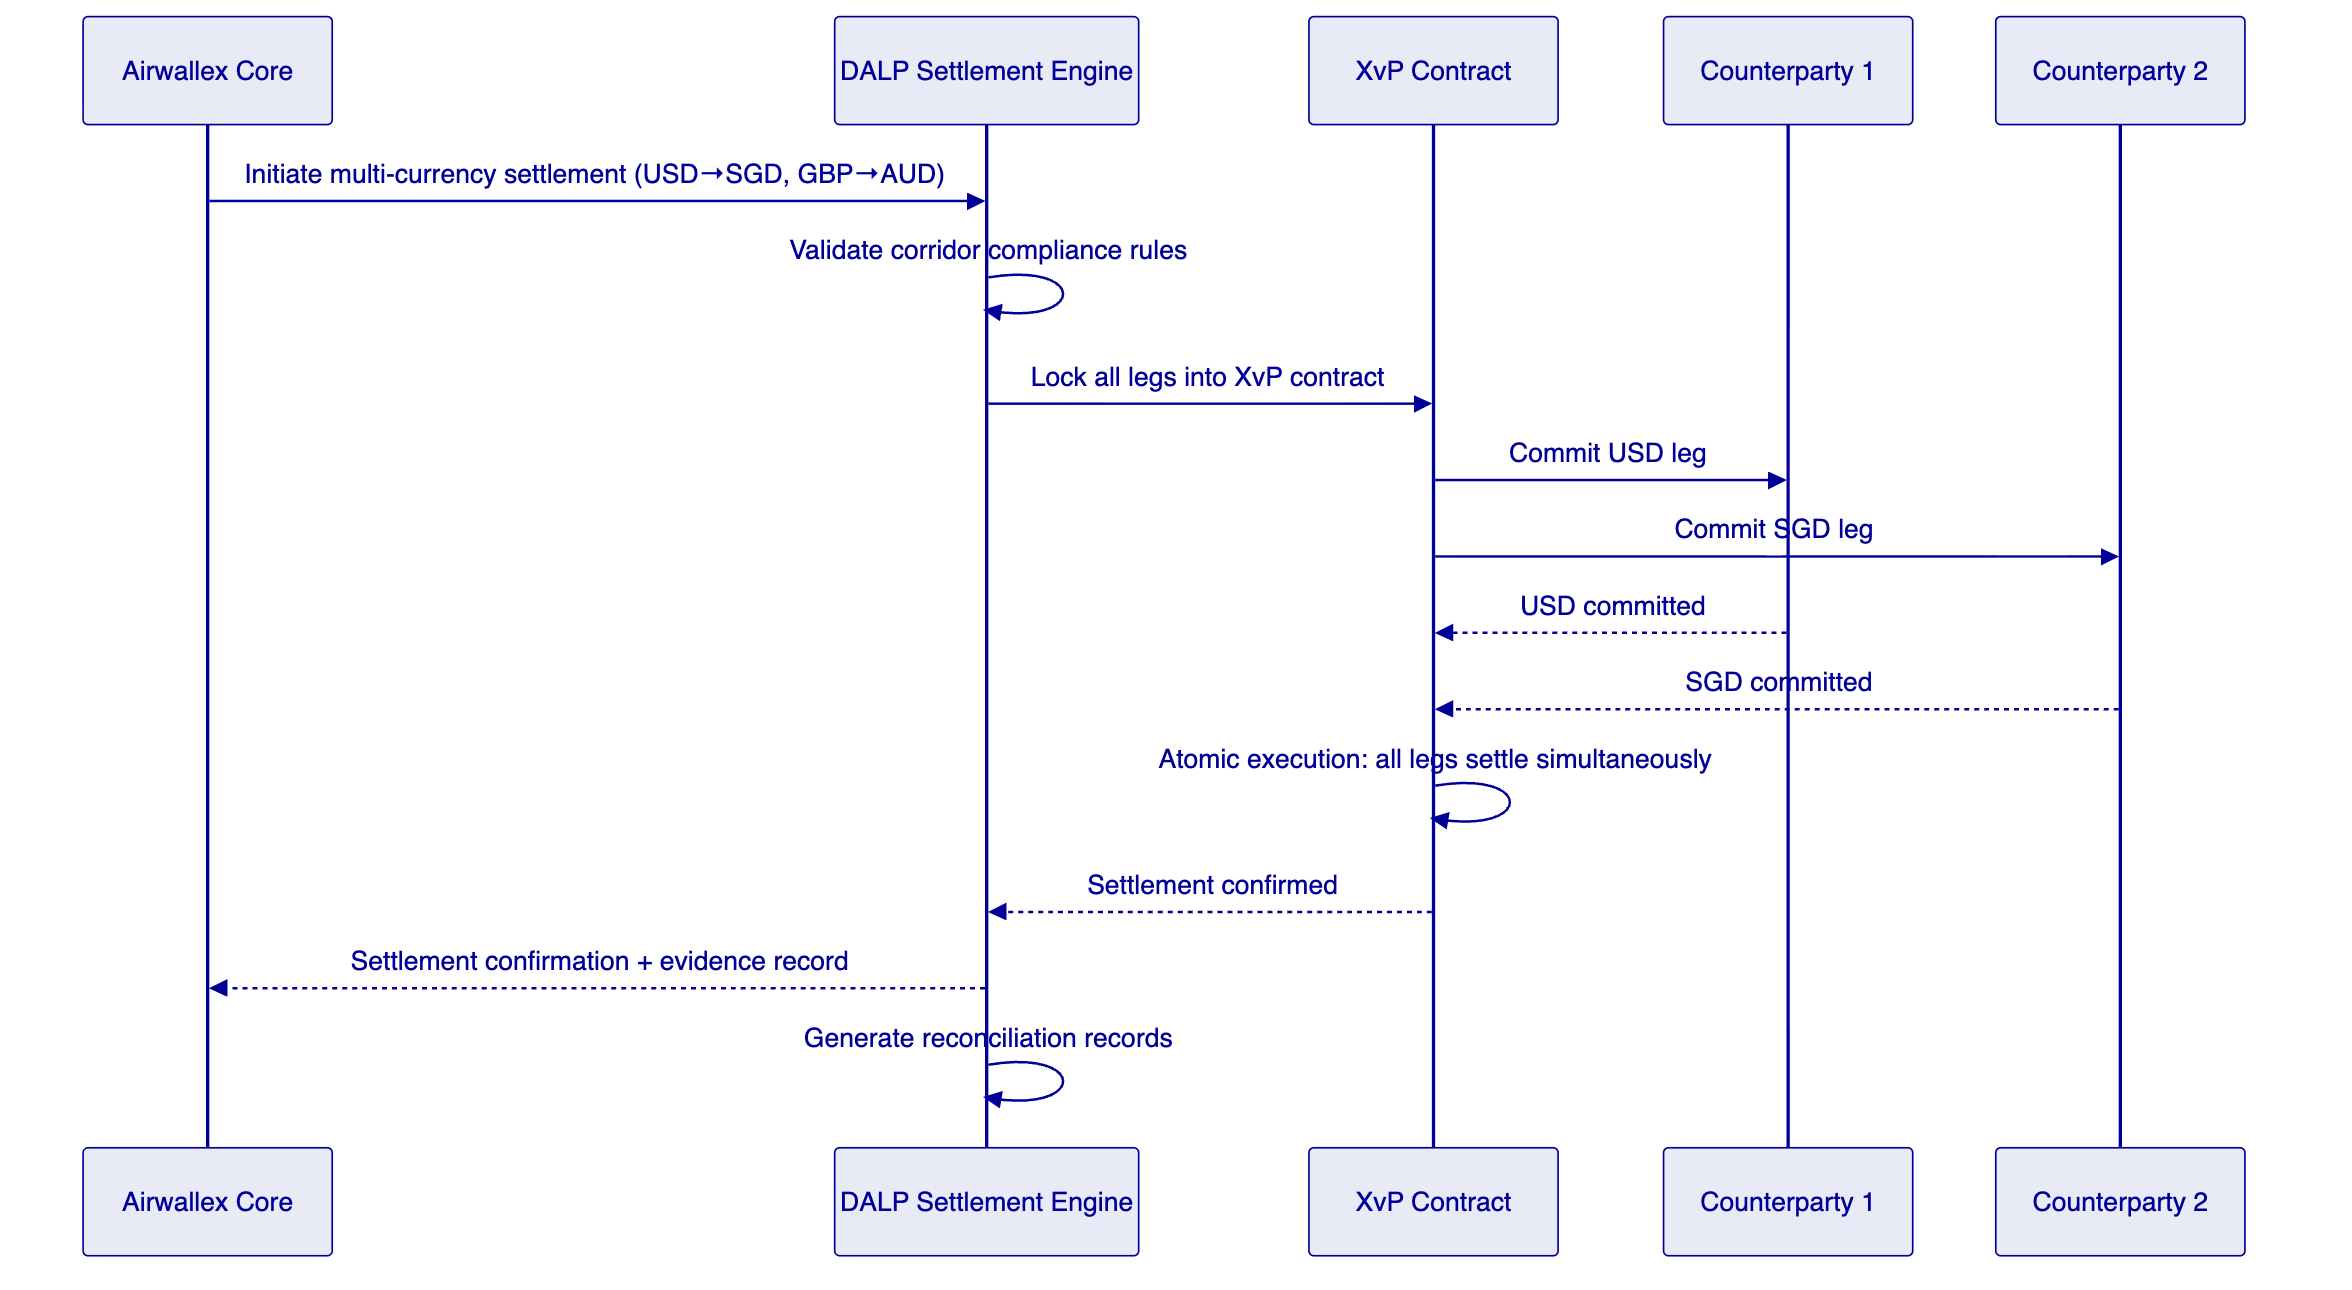 Airwallex Core
DALP Settlement Engine
XvP Contract
Counterparty 1
Counterparty 2
Initiate multi-currency settlement (USD→SGD, GBP→AUD)
Validate corridor compliance rules
Lock all legs into XvP contract
Commit USD leg
Commit SGD leg
USD committed
SGD committed
Atomic execution: all legs settle simultaneously
Settlement confirmed
Settlement confirmation + evidence record
Generate reconciliation records
Airwallex Core
DALP Settlement Engine
XvP Contract
Counterparty 1
Counterparty 2